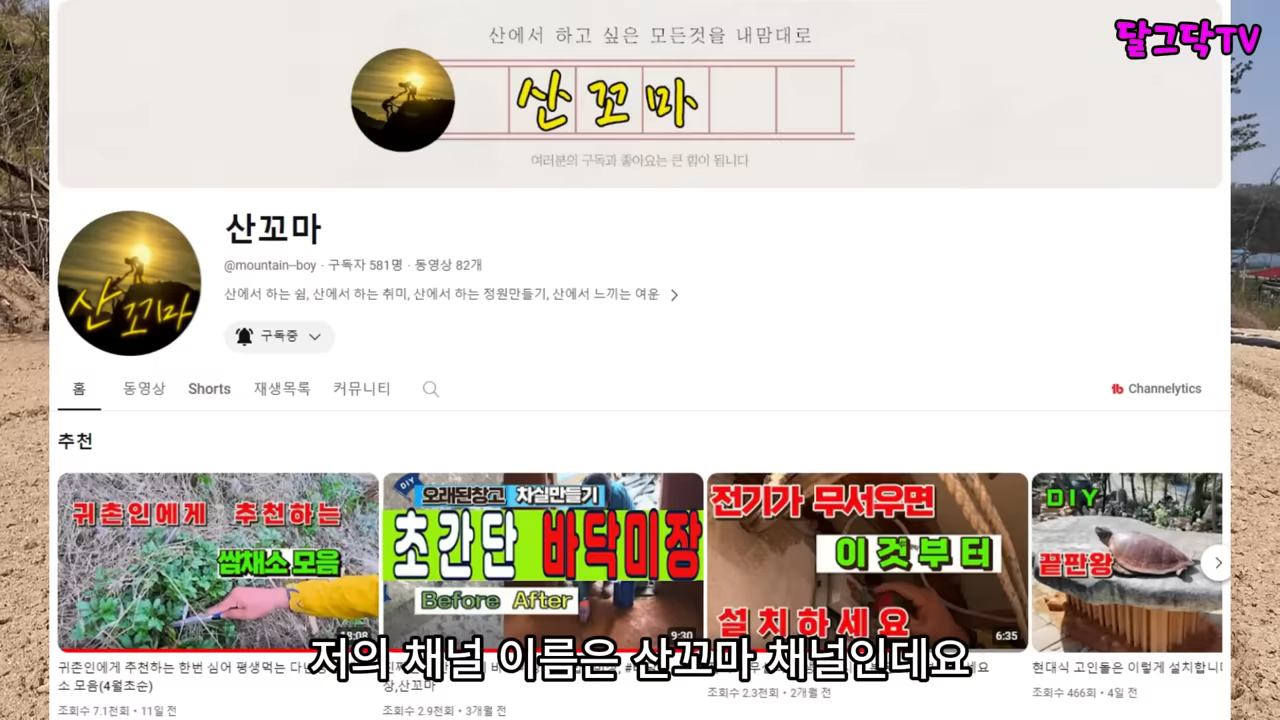 달그닥TV
산에서 하고 싶은 모든것을 내맘대로
산꼬마
여러분의 구독과 좋아요는 큰 힘이 됩니다
산꼬마
산꼬마
@mountain--boy · 구독자 581명 · 동영상 82개
산에서 하는 쉼, 산에서 하는 취미, 산에서 하는 정원만들기, 산에서 느끼는 여운
구독중
홈 동영상 Shorts 재생목록 커뮤니티
Channelytics
추천
귀촌인에게 추천하는
쌈채소 모음
18:08
DIY 오래된창고 차실만들기
초간단 바닥미장
Before After
9:30
전기가 무서우면
이것부터
설치하세요
6:35
DIY
끝판왕
저의 채널 이름은 산꼬마 채널인데요
귀촌인에게 추천하는 한번 심어 평생먹는
소 모음(4월초순)
조회수 7.1천회 · 11일 전
장,산꼬마
조회수 2.9천회 · 3개월 전
조회수 2.3천회 · 2개월 전
현대식 고인돌은 이렇게 설치합니
조회수 466회 · 4일 전